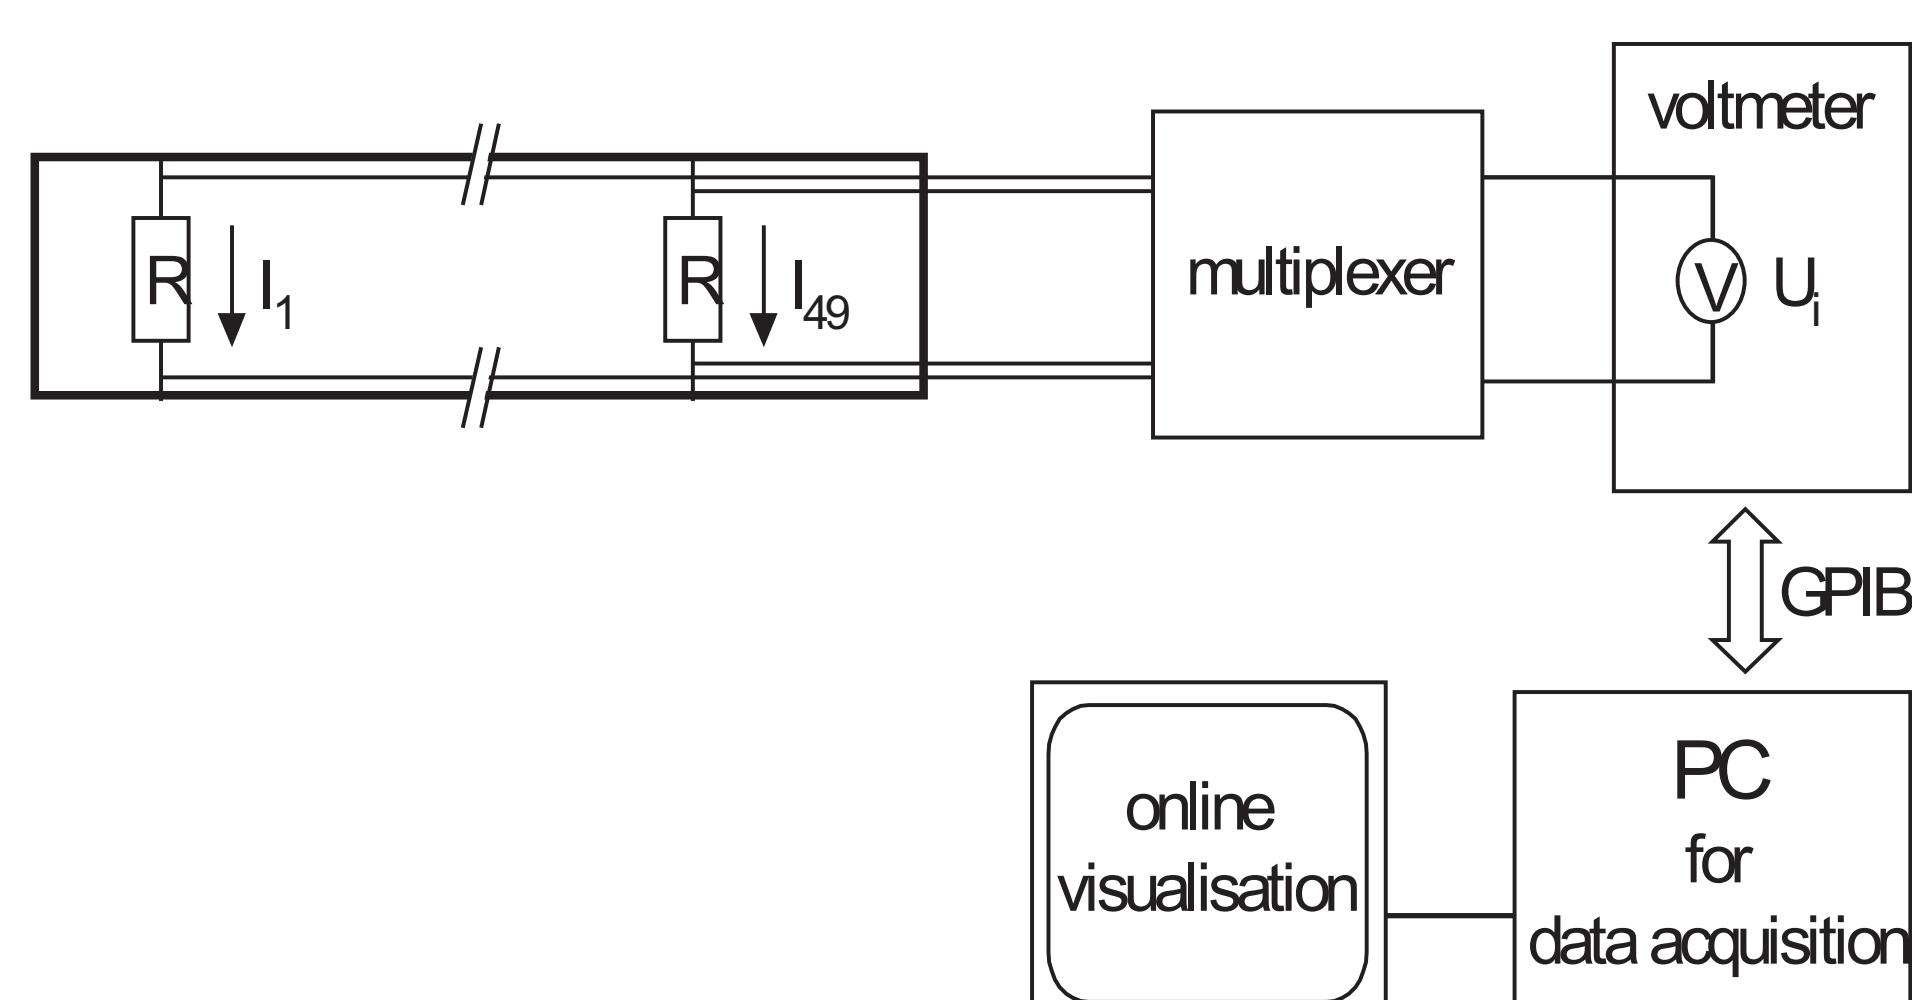 voltmeter
R I1 R I49 multiplexer V Ui
GPIB
PC
online
for
visualisation
data acquisition